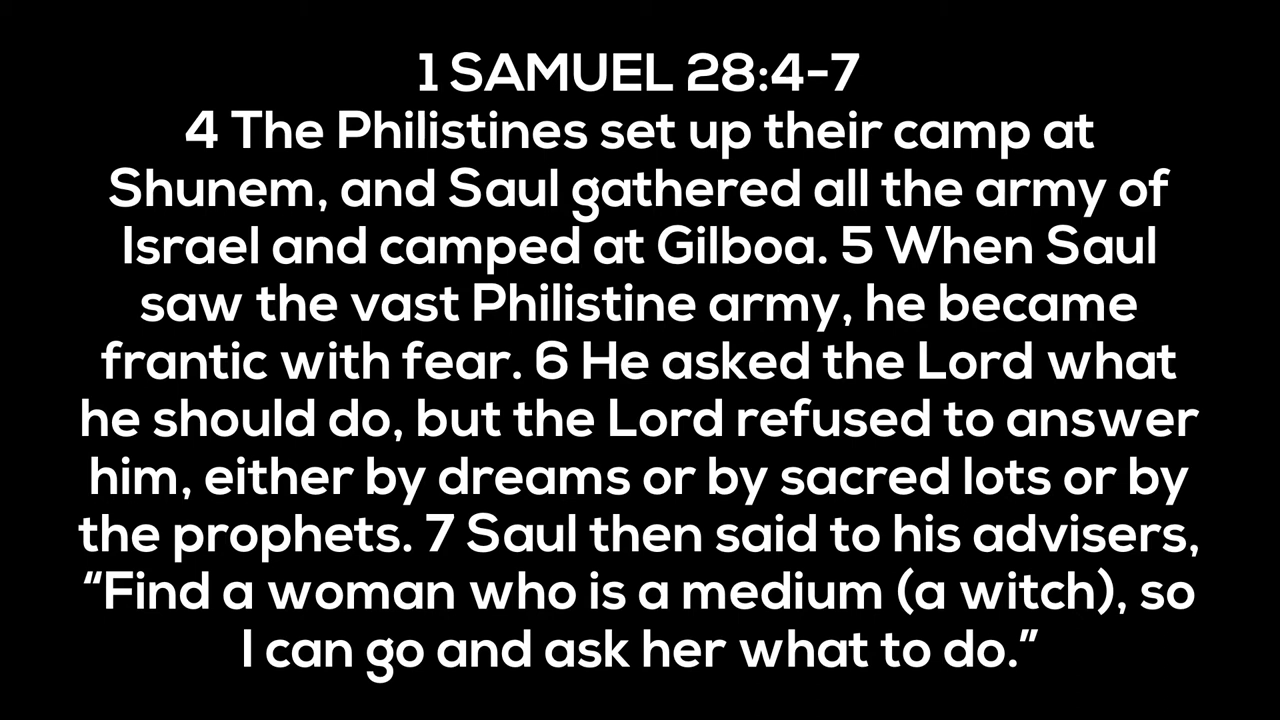 1 SAMUEL 28:4-7
4 The Philistines set up their camp at
Shunem, and Saul gathered all the army of
Israel and camped at Gilboa. 5 When Saul
saw the vast Philistine army, he became
frantic with fear. 6 He asked the Lord what
he should do, but the Lord refused to answer
him, either by dreams or by sacred lots or by
the prophets. 7 Saul then said to his advisers,
“Find a woman who is a medium (a witch), so
I can go and ask her what to do.”